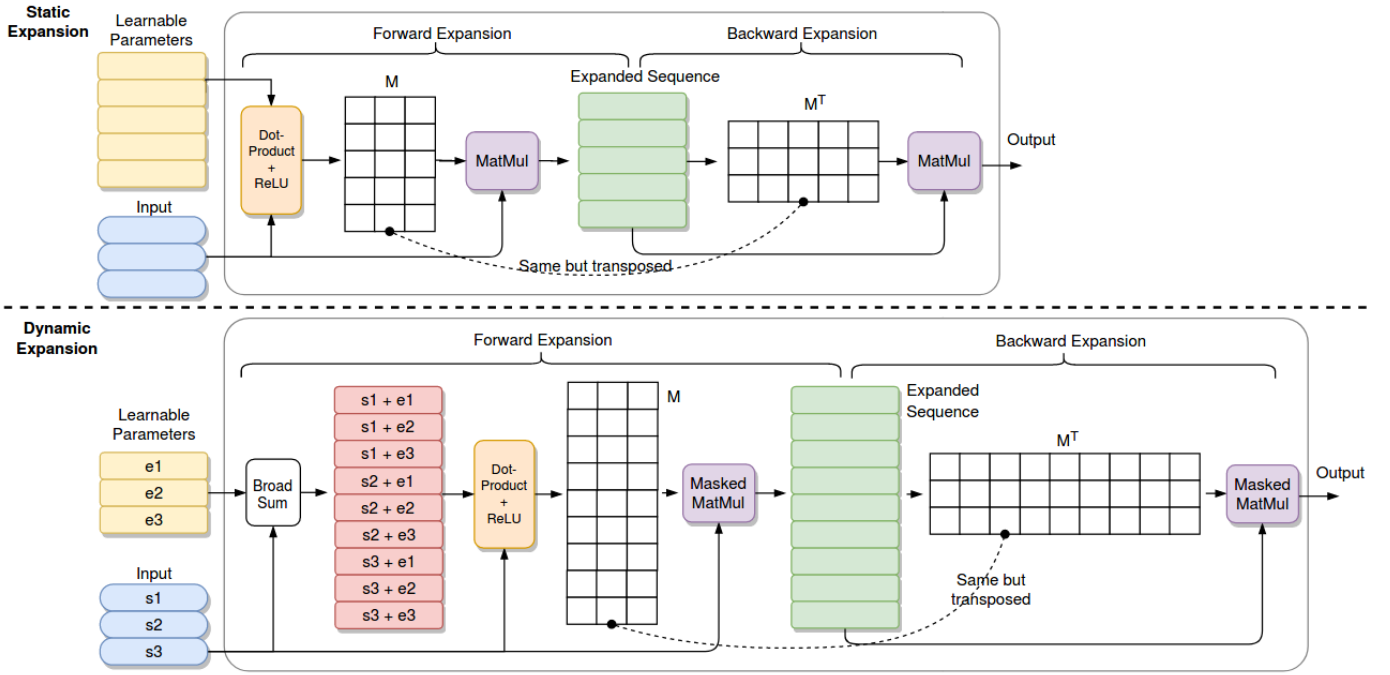 Static
Expansion
Learnable
Parameters
Forward Expansion
Backward Expansion
M
Expanded Sequence
Mᵀ
Dot-
Product
+
ReLU
MatMul
MatMul
Output
Input
Same but transposed
Dynamic
Expansion
Forward Expansion
Backward Expansion
Learnable
Parameters
e1
e2
e3
Broad
Sum
s1 + e1
s1 + e2
s1 + e3
s2 + e1
s2 + e2
s2 + e3
s3 + e1
s3 + e2
s3 + e3
Dot-
Product
+
ReLU
M
Masked
MatMul
Expanded
Sequence
Mᵀ
Masked
MatMul
Output
Input
s1
s2
s3
Same but
transposed